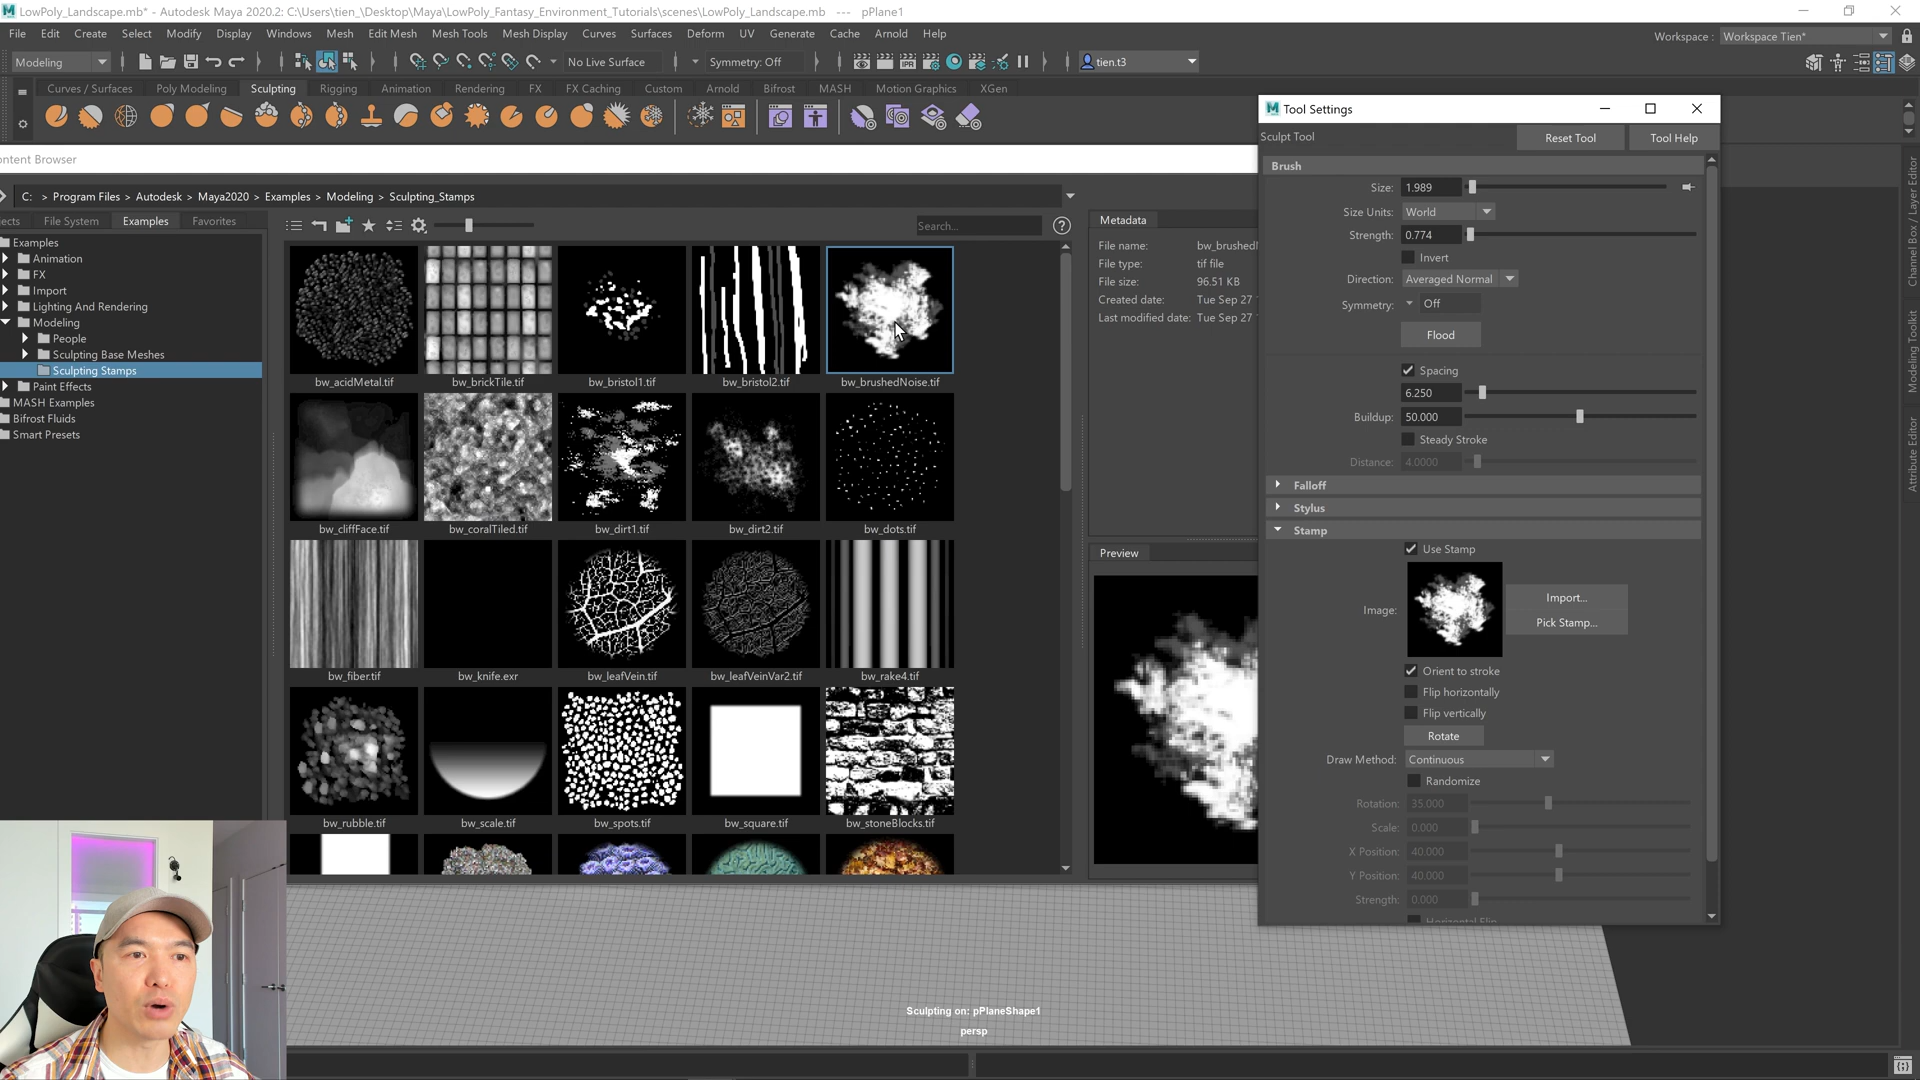 LowPoly_Landscape.mb* - Autodesk Maya 2020.2: C:\Users\tien_\Desktop\Maya\LowPoly_Fantasy_Environment_Tutorials\scenes\LowPoly_Landscape.mb --- pPlane1
File Edit Create Select Modify Display Windows Mesh Edit Mesh Mesh Tools Mesh Display Curves Surfaces Deform UV Generate Cache Arnold Help
Workspace : Workspace Tien*
Modeling No Live Surface Symmetry: Off tien.t3
Curves / Surfaces Poly Modeling Sculpting Rigging Animation Rendering FX FX Caching Custom Arnold Bifrost MASH Motion Graphics XGen
ontent Browser
C: > Program Files > Autodesk > Maya2020 > Examples > Modeling > Sculpting_Stamps
ects File System Examples Favorites
Search...
Examples
Animation
FX
Import
Lighting And Rendering
Modeling
People
Sculpting Base Meshes
Sculpting Stamps
Paint Effects
MASH Examples
Bifrost Fluids
Smart Presets
bw_acidMetal.tif bw_brickTile.tif bw_bristol1.tif bw_bristol2.tif bw_brushedNoise.tif
bw_cliffFace.tif bw_coralTiled.tif bw_dirt1.tif bw_dirt2.tif bw_dots.tif
bw_fiber.tif bw_knife.exr bw_leafVein.tif bw_leafVeinVar2.tif bw_rake4.tif
bw_rubble.tif bw_scale.tif bw_spots.tif bw_square.tif bw_stoneBlocks.tif
Metadata
File name: bw_brushed
File type: tif file
File size: 96.51 KB
Created date: Tue Sep 27
Last modified date: Tue Sep 27
Preview
Tool Settings
Sculpt Tool Reset Tool Tool Help
Brush
Size: 1.989
Size Units: World
Strength: 0.774
Invert
Direction: Averaged Normal
Symmetry: Off
Flood
Spacing
6.250
Buildup: 50.000
Steady Stroke
Distance: 4.0000
Falloff
Stylus
Stamp
Use Stamp
Image: Import...
Pick Stamp...
Orient to stroke
Flip horizontally
Flip vertically
Rotate
Draw Method: Continuous
Randomize
Rotation: 35.000
Scale: 0.000
X Position: 40.000
Y Position: 40.000
Strength: 0.000
Horizontal Flip
Channel Box / Layer Editor
Modeling Toolkit
Attribute Editor
Sculpting on: pPlaneShape1
persp